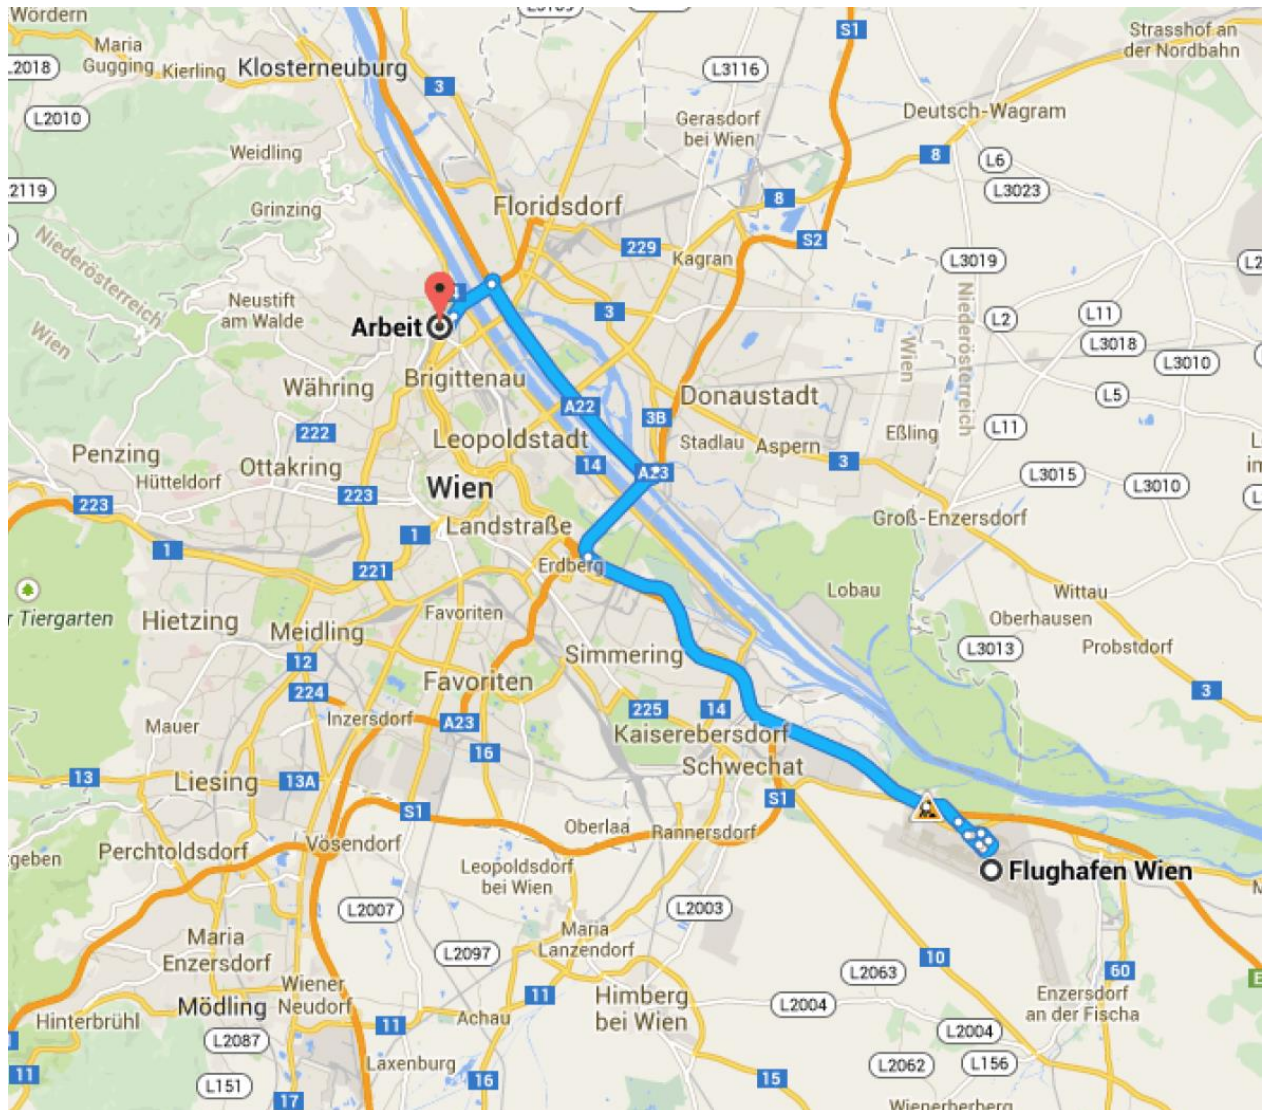 Wördern
L3109
S1
Strasshof an
der Nordbahn
Maria
Gugging
Kierling
L2018
Klosterneuburg
3
L3116
L2010
Gerasdorf
bei Wien
Deutsch-Wagram
Weidling
8
L6
L2119
L3023
Grinzing
Floridsdorf
8
229
S2
Kagran
L3019
Niederösterreich
Wien
Neustift
am Walde
Arbeit
3
L2
L11
L3018
L3010
Wien
Niederösterreich
Währing
Brigittenau
A22
Donaustadt
L5
3B
222
Leopoldstadt
Stadlau
Aspern
Eßling
L11
Penzing
Ottakring
14
A23
3
L3015
L3010
Hütteldorf
Wien
223
223
Landstraße
Groß-Enzersdorf
1
1
221
Erdberg
Lobau
Wittau
Tiergarten
Hietzing
Favoriten
Oberhausen
Meidling
Simmering
L3013
Probstdorf
12
224
Favoriten
3
Mauer
Inzersdorf
A23
225
14
16
Kaiserebersdorf
13
Liesing
13A
Schwechat
S1
S1
Oberlaa
Rannersdorf
Vösendorf
Perchtoldsdorf
Leopoldsdorf
bei Wien
Flughafen Wien
L2007
L2003
Maria
Enzersdorf
Maria
Lanzendorf
L2097
10
L2063
60
Wiener
Neudorf
Mödling
11
Himberg
bei Wien
L2004
Enzersdorf
an der Fischa
Hinterbrühl
11
Achau
L2004
L2087
Laxenburg
L2062
L156
11
L151
16
15
17
Wienerherberg